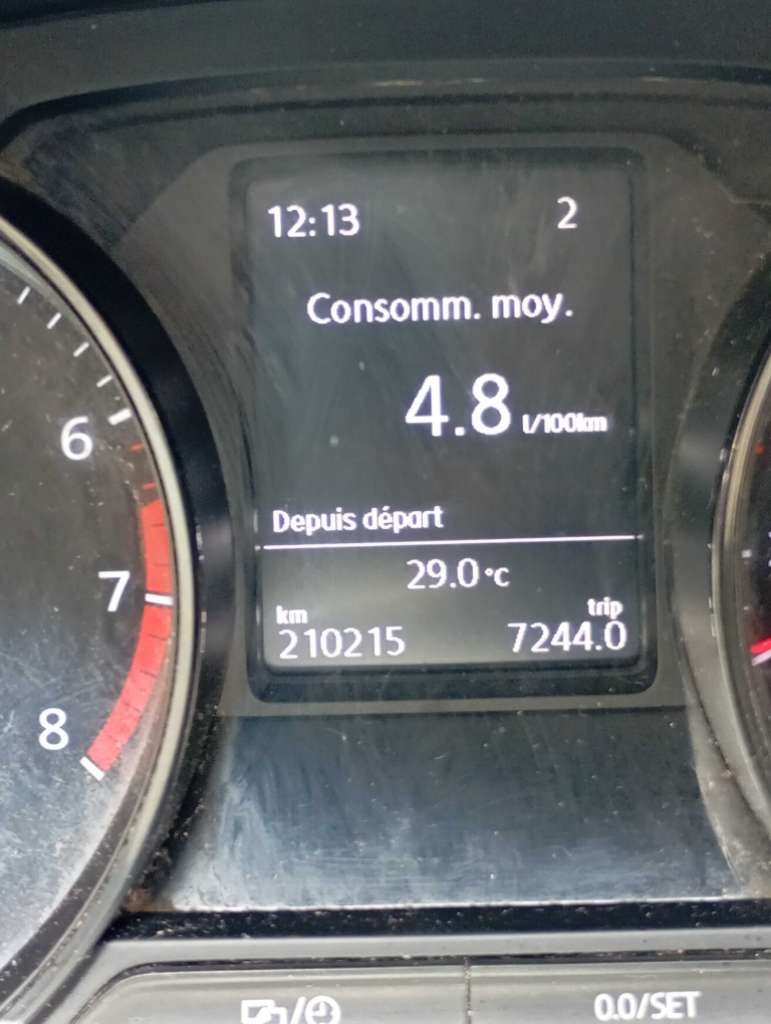 12:13 2
Consomm. moy.
4.8 l/100km
Depuis départ
29.0 °C
km trip
210215 7244.0
6
7
8
0.0/SET